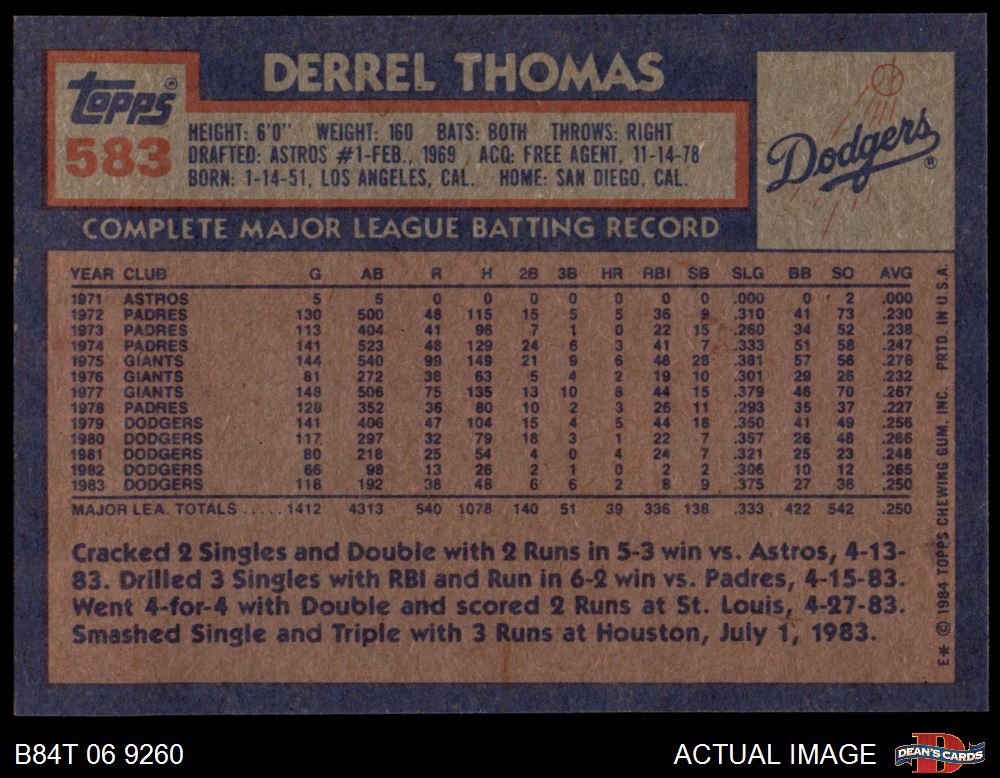 DERREL THOMAS
Topps®
583
HEIGHT: 6'0" WEIGHT: 160 BATS: BOTH THROWS: RIGHT
DRAFTED: ASTROS #1-FEB., 1969 ACQ: FREE AGENT, 11-14-78
BORN: 1-14-51, LOS ANGELES, CAL. HOME: SAN DIEGO, CAL.
Dodgers®
COMPLETE MAJOR LEAGUE BATTING RECORD
YEAR CLUB G AB R H 2B 3B HR RBI SB SLG BB SO AVG
1971 ASTROS 5 5 0 0 0 0 0 0 0 .000 0 2 .000
1972 PADRES 130 500 48 115 15 5 5 36 9 .310 41 73 .230
1973 PADRES 113 404 41 96 7 1 0 22 15 .260 34 52 .238
1974 PADRES 141 523 48 129 24 6 3 41 7 .333 51 58 .247
1975 GIANTS 144 540 99 149 21 9 6 48 28 .381 57 56 .276
1976 GIANTS 81 272 38 63 5 4 2 19 10 .301 29 26 .232
1977 GIANTS 148 506 75 135 13 10 8 44 15 .379 46 70 .267
1978 PADRES 128 352 36 80 10 2 3 26 11 .293 35 37 .227
1979 DODGERS 141 406 47 104 15 4 5 44 18 .350 41 49 .256
1980 DODGERS 117 297 32 79 18 3 1 22 7 .357 26 48 .266
1981 DODGERS 80 218 25 54 4 0 4 24 7 .321 25 23 .248
1982 DODGERS 66 98 13 26 2 1 0 2 2 .306 10 12 .265
1983 DODGERS 118 192 38 48 6 6 2 8 9 .375 27 36 .250
MAJOR LEA. TOTALS ..... 1412 4313 540 1078 140 51 39 336 138 .333 422 542 .250
Cracked 2 Singles and Double with 2 Runs in 5-3 win vs. Astros, 4-13-
83. Drilled 3 Singles with RBI and Run in 6-2 win vs. Padres, 4-15-83.
Went 4-for-4 with Double and scored 2 Runs at St. Louis, 4-27-83.
Smashed Single and Triple with 3 Runs at Houston, July 1, 1983.
E* © 1984 TOPPS CHEWING GUM, INC. PRTD. IN U.S.A.
B84T 06 9260
ACTUAL IMAGE
DEAN'S CARDS